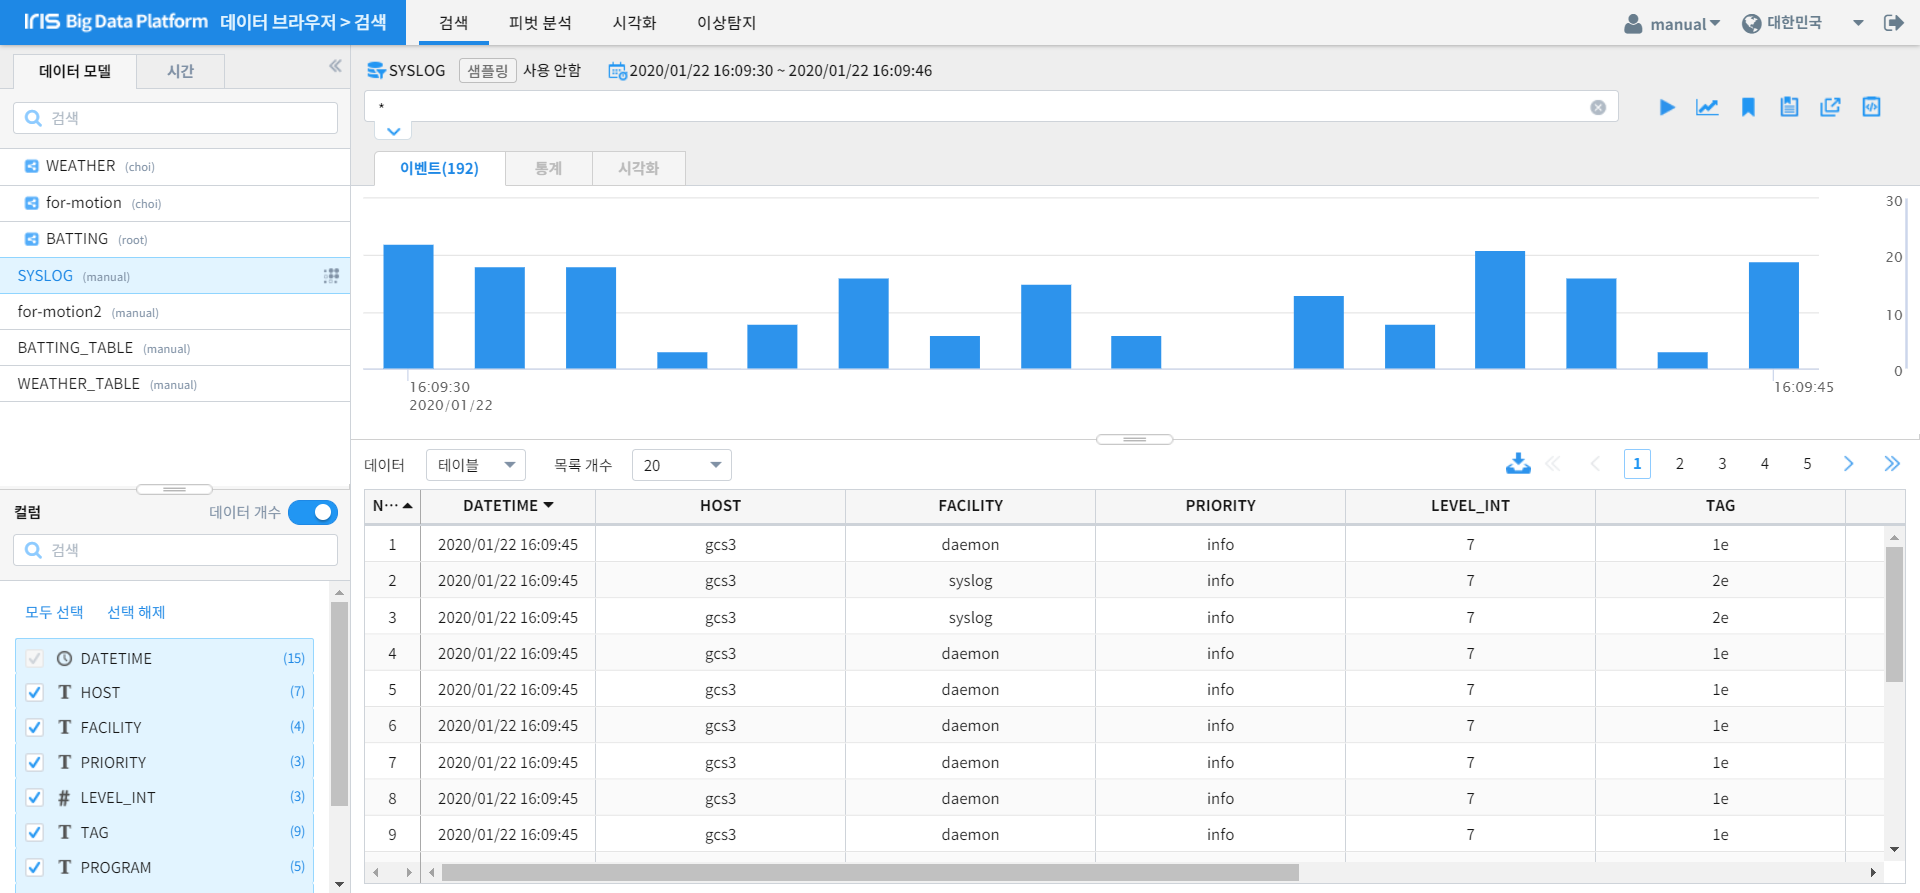 IRIS Big Data Platform 데이터 브라우저 > 검색
검색 피벗 분석 시각화 이상탐지
manual 대한민국
데이터 모델 시간
검색
WEATHER (choi)
for-motion (choi)
BATTING (root)
SYSLOG (manual)
for-motion2 (manual)
BATTING_TABLE (manual)
WEATHER_TABLE (manual)
컬럼 데이터 개수
검색
모두 선택 선택 해제
DATETIME (15)
T HOST (7)
T FACILITY (4)
T PRIORITY (3)
# LEVEL_INT (3)
T TAG (9)
T PROGRAM (5)
SYSLOG 샘플링 사용 안함 2020/01/22 16:09:30 ~ 2020/01/22 16:09:46
*
이벤트(192) 통계 시각화
30
20
10
0
16:09:30 16:09:45
2020/01/22
데이터 테이블 목록 개수 20 1 2 3 4 5
N··· DATETIME HOST FACILITY PRIORITY LEVEL_INT TAG
1 2020/01/22 16:09:45 gcs3 daemon info 7 1e
2 2020/01/22 16:09:45 gcs3 syslog info 7 2e
3 2020/01/22 16:09:45 gcs3 syslog info 7 2e
4 2020/01/22 16:09:45 gcs3 daemon info 7 1e
5 2020/01/22 16:09:45 gcs3 daemon info 7 1e
6 2020/01/22 16:09:45 gcs3 daemon info 7 1e
7 2020/01/22 16:09:45 gcs3 daemon info 7 1e
8 2020/01/22 16:09:45 gcs3 daemon info 7 1e
9 2020/01/22 16:09:45 gcs3 daemon info 7 1e